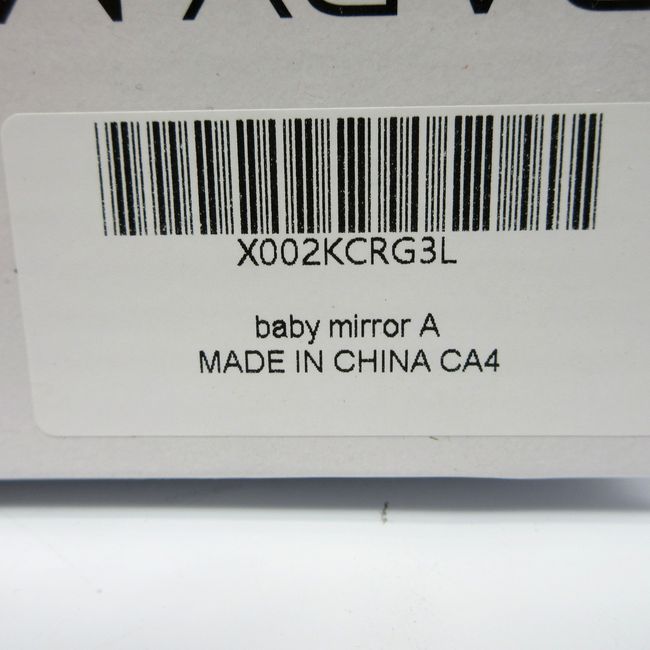 X002KCRG3L
baby mirror A
MADE IN CHINA CA4